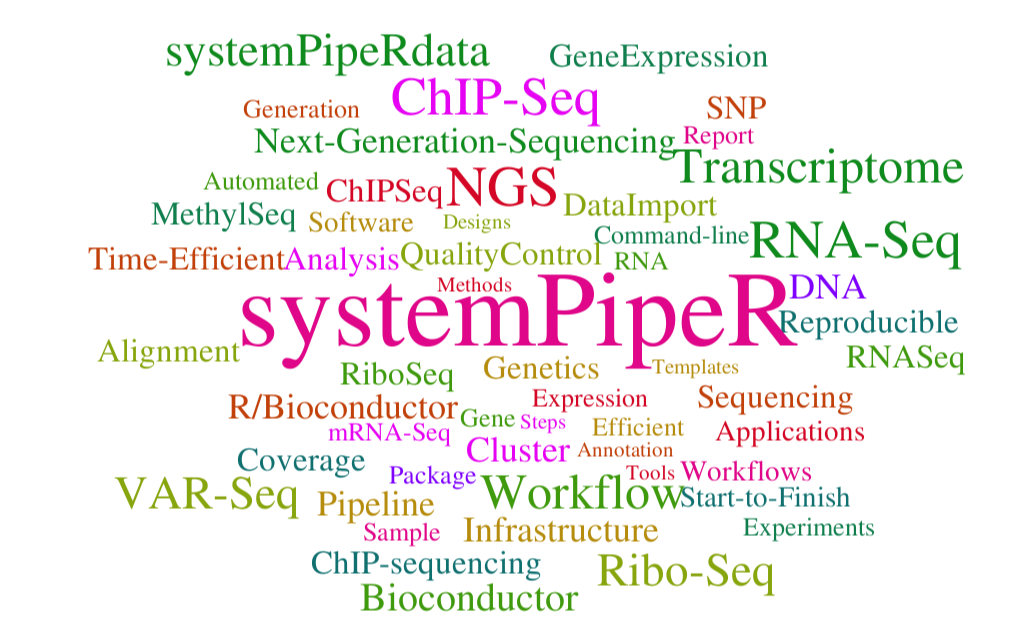 systemPipeRdata
GeneExpression
ChIP-Seq
Generation
SNP
Next-Generation-Sequencing
Report
Transcriptome
Automated
ChIPSeq
NGS
DataImport
MethylSeq
Software
Designs
Command-line
RNA-Seq
Time-Efficient
Analysis
QualityControl
RNA
Methods
DNA
systemPipeR
Reproducible
Alignment
RNASeq
RiboSeq
Genetics
Templates
Expression
Sequencing
R/Bioconductor
Gene
Steps
Efficient
Applications
mRNA-Seq
Cluster
Annotation
Coverage
Package
Tools
Workflows
VAR-Seq
Pipeline
Workflow
Start-to-Finish
Sample
Infrastructure
Experiments
ChIP-sequencing
Ribo-Seq
Bioconductor